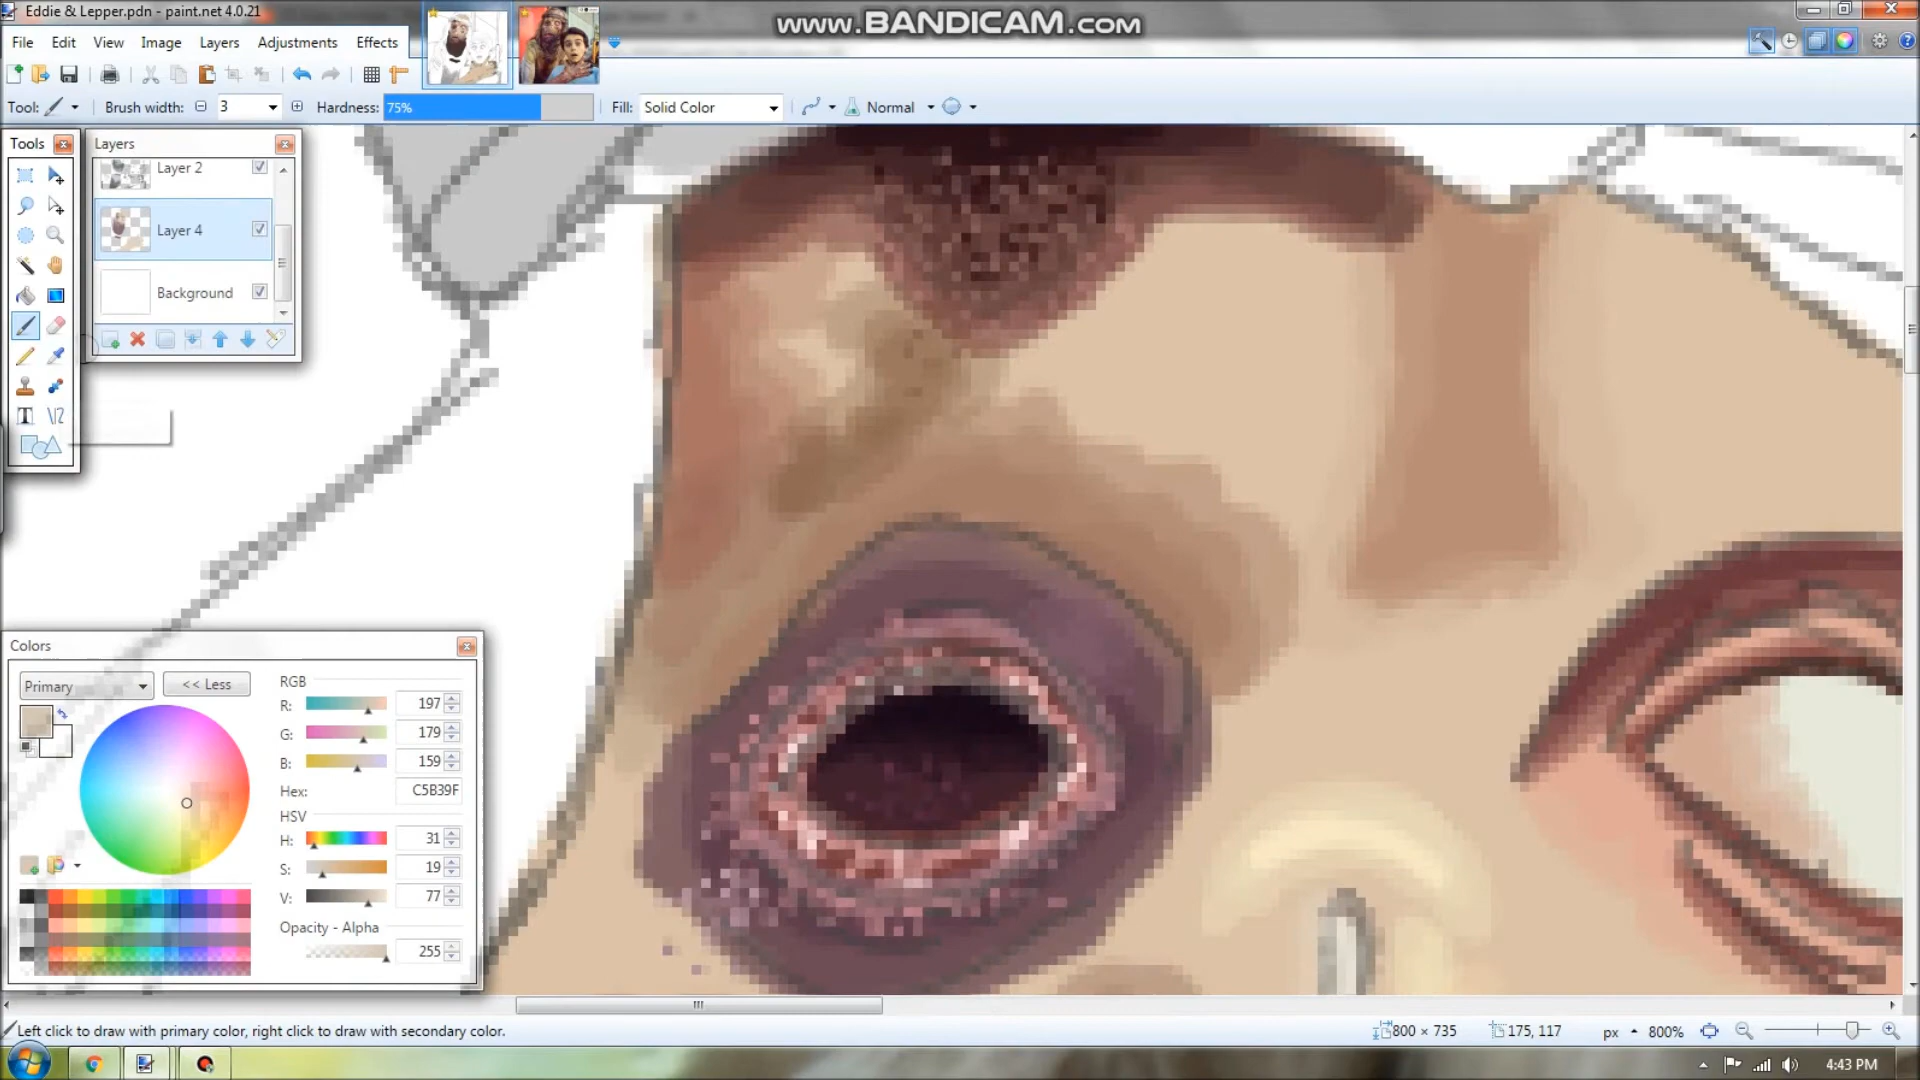 Eddie & Lepper.pdn - paint.net 4.0.21
www.BANDICAM.com
File Edit View Image Layers Adjustments Effects
Tool: Brush width: 3 Hardness: 75% Fill: Solid Color Normal
Tools
Layers
Layer 2
Layer 4
Background
Colors
Primary << Less
RGB
R: 197
G: 179
B: 159
Hex: C5B39F
HSV
H: 31
S: 19
V: 77
Opacity - Alpha
255
Left click to draw with primary color, right click to draw with secondary color.
800 × 735 175, 117 px 800%
4:43 PM